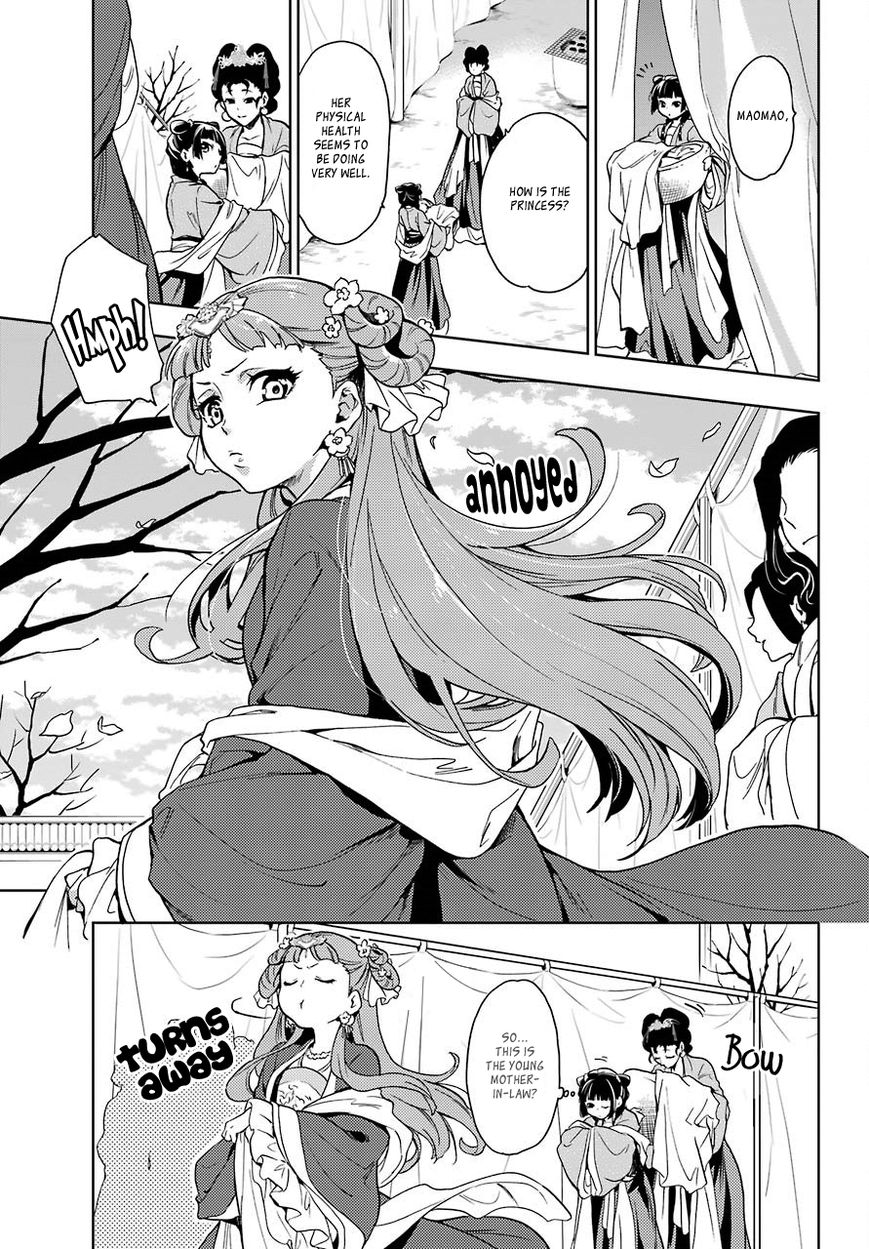 MAOMAO,
HOW IS THE
PRINCESS?
HER
PHYSICAL
HEALTH
SEEMS TO
BE DOING
VERY WELL.
annoyed
Hmph!
Bow
SO...
THIS IS
THE YOUNG
MOTHER-
IN-LAW?
turns
away